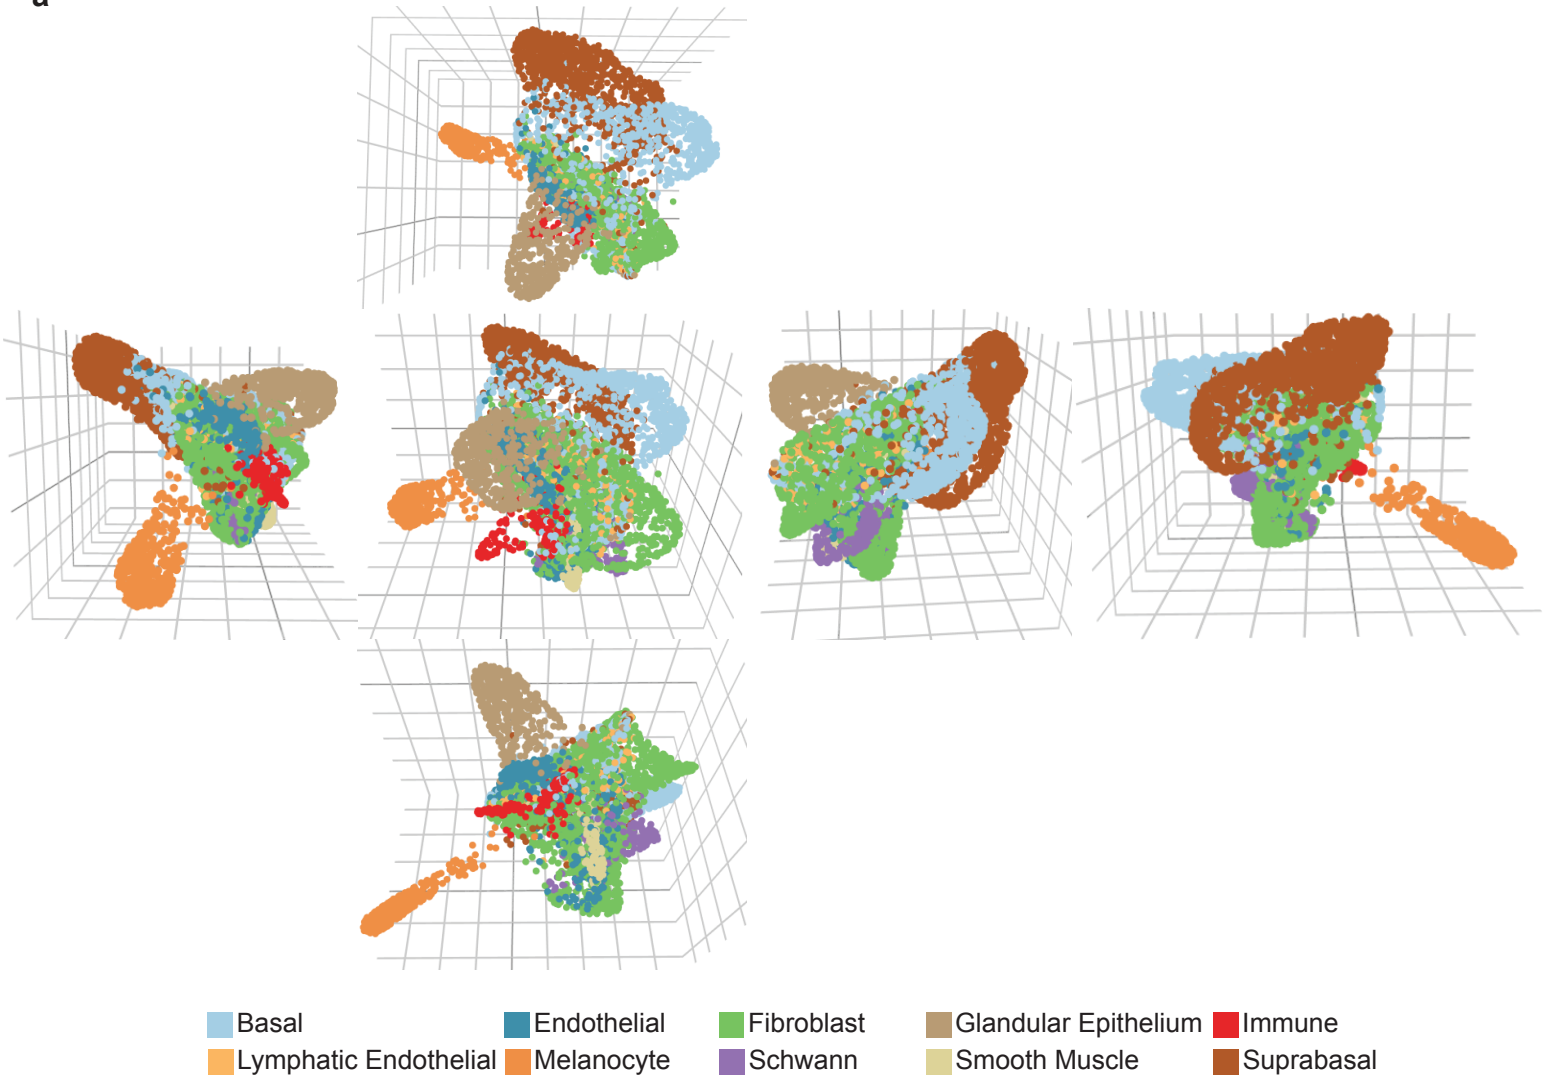 a
Basal Endothelial Fibroblast Glandular Epithelium Immune
Lymphatic Endothelial Melanocyte Schwann Smooth Muscle Suprabasal